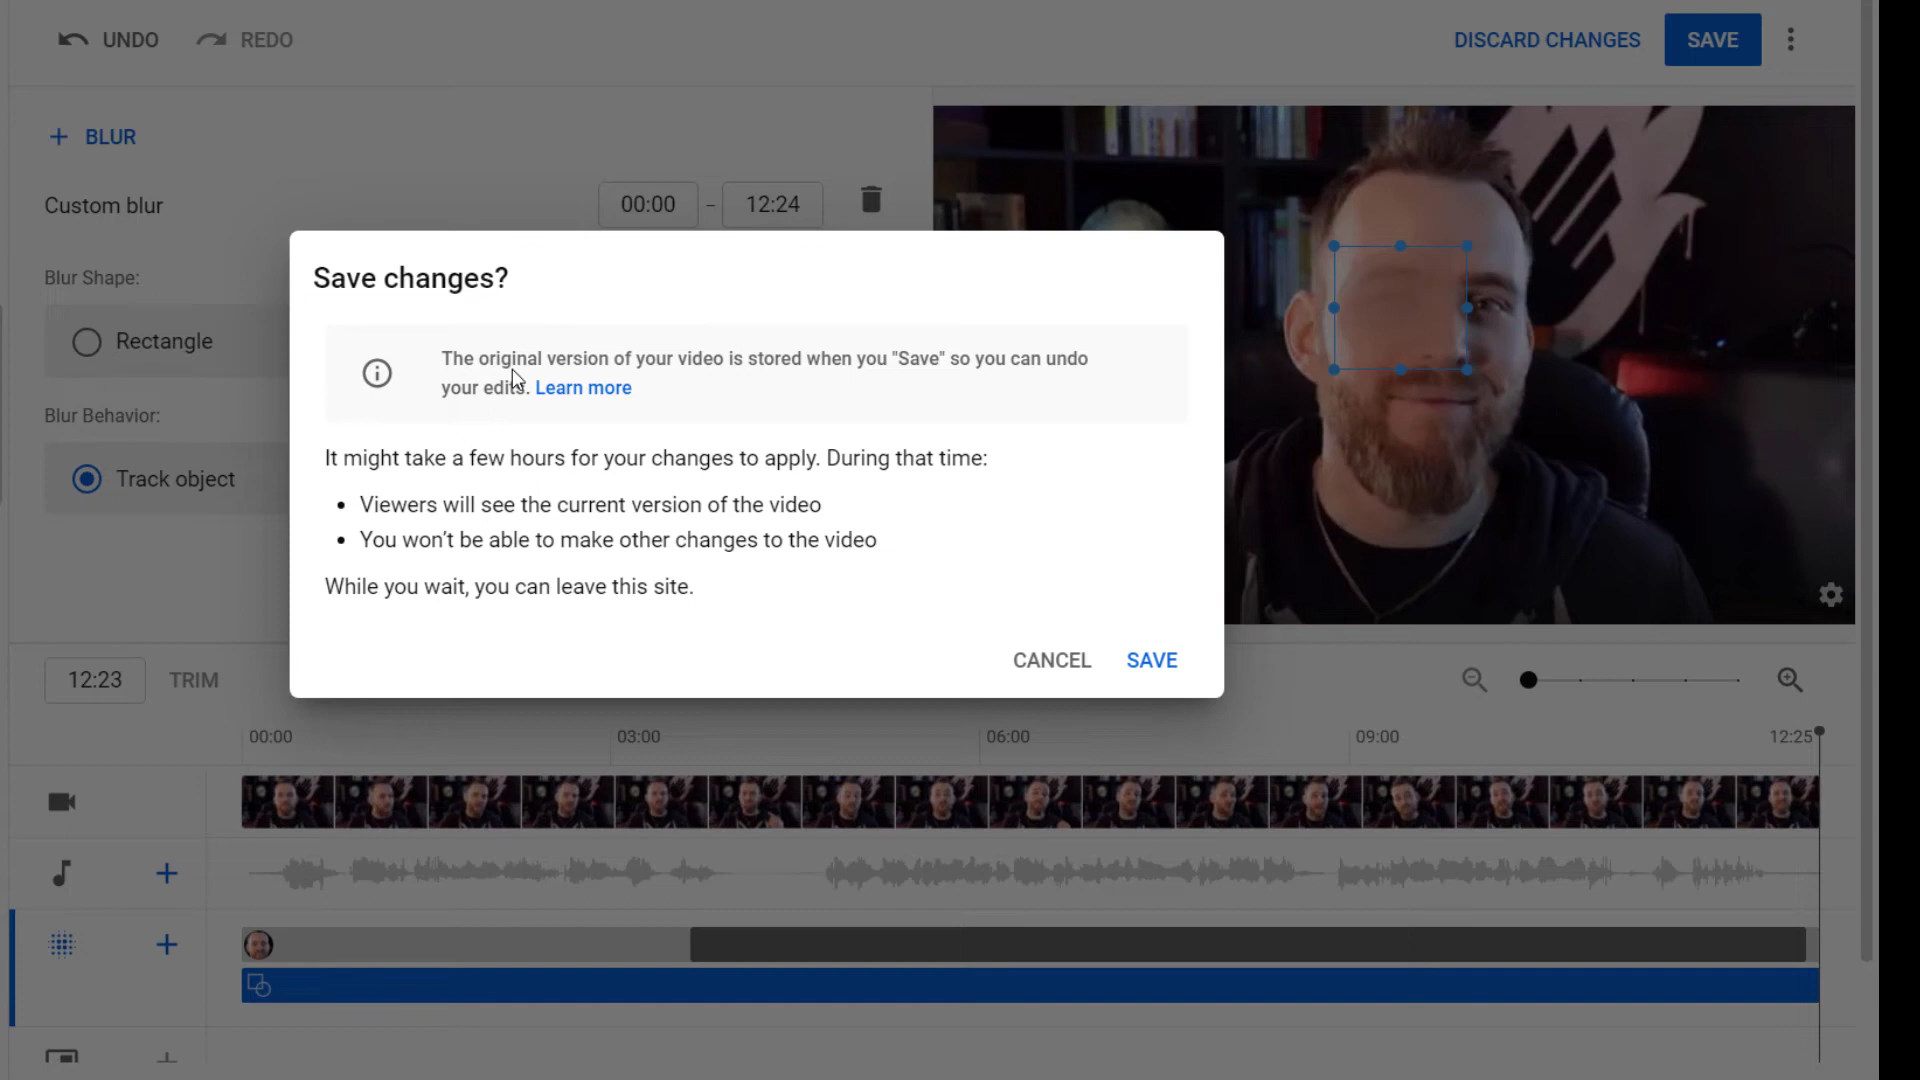 UNDO
REDO
DISCARD CHANGES
SAVE
BLUR
Custom blur
00:00 – 12:24
Blur Shape:
Rectangle
Blur Behavior:
Track object
Save changes?
The original version of your video is stored when you "Save" so you can undo
your edits. Learn more
It might take a few hours for your changes to apply. During that time:
• Viewers will see the current version of the video
• You won’t be able to make other changes to the video
While you wait, you can leave this site.
CANCEL
SAVE
12:23
TRIM
00:00
03:00
06:00
09:00
12:25